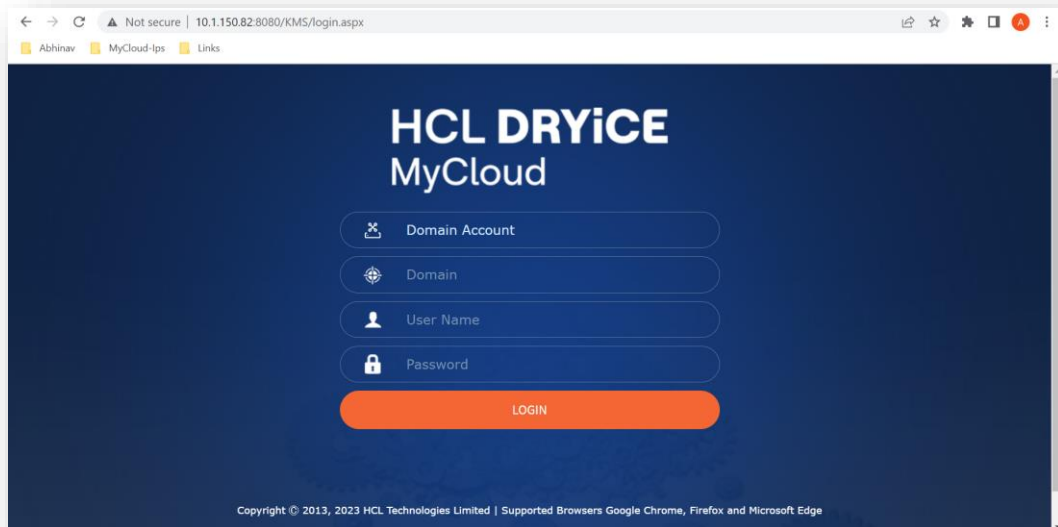 Not secure | 10.1.150.82:8080/KMS/login.aspx
A
Abhinav MyCloud-Ips Links
HCL DRYiCE
MyCloud
Domain Account
Domain
User Name
Password
LOGIN
Copyright © 2013, 2023 HCL Technologies Limited | Supported Browsers Google Chrome, Firefox and Microsoft Edge